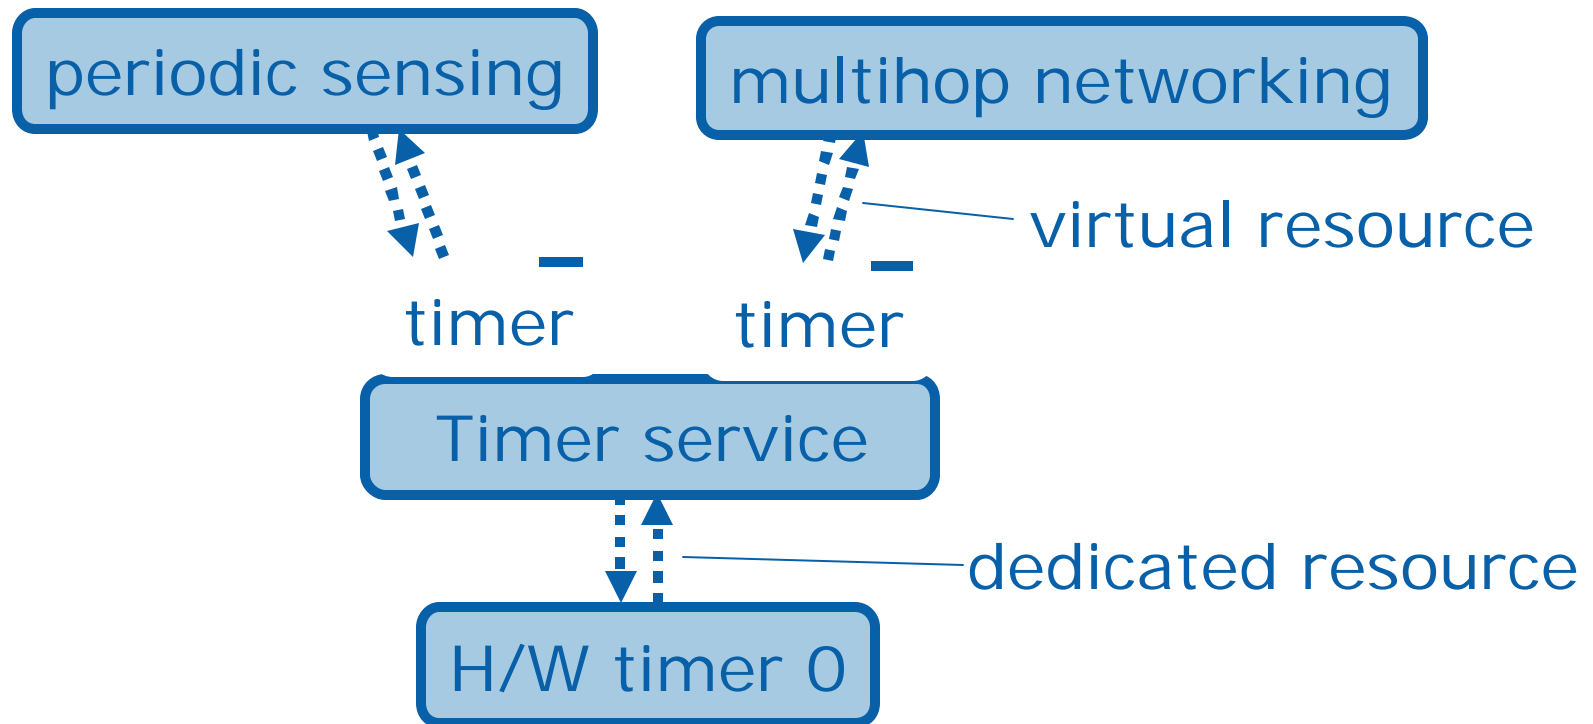 periodic sensing
multihop networking
virtual resource
timer
timer
Timer service
dedicated resource
H/W timer 0